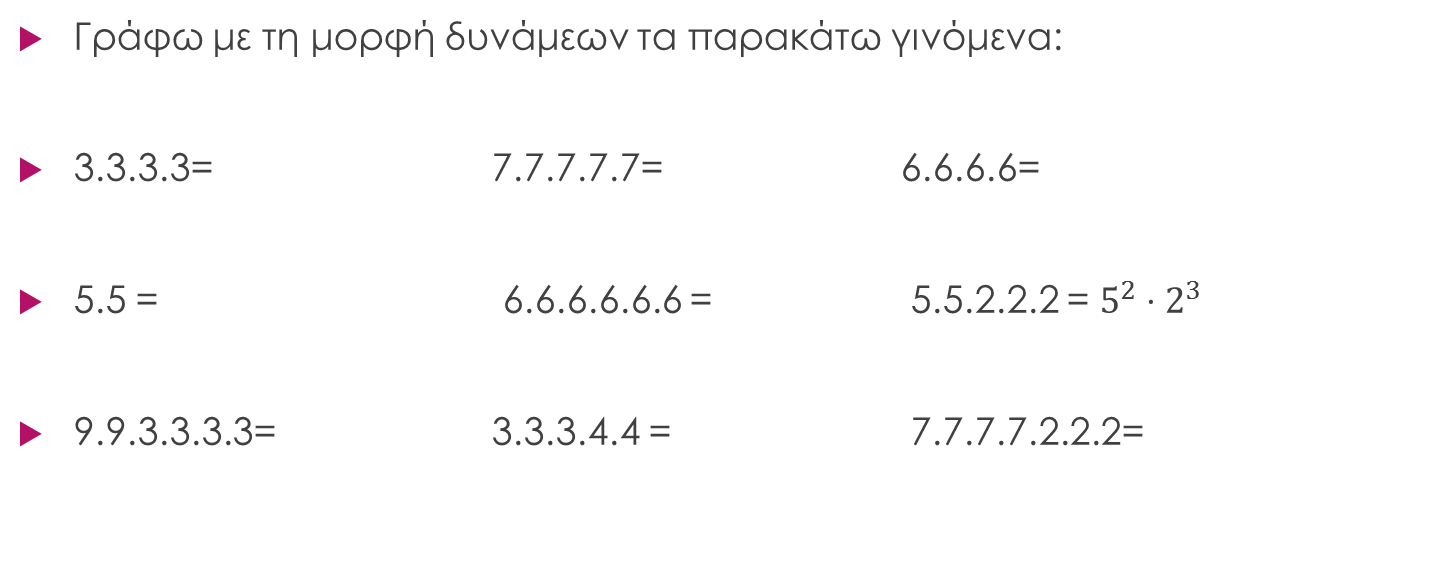 Γράφω με τη μορφή δυνάμεων τα παρακάτω γινόμενα:
3.3.3.3= 7.7.7.7.7= 6.6.6.6=
5.5 = 6.6.6.6.6.6 = 5.5.2.2.2 = 5² · 2³
9.9.3.3.3.3= 3.3.3.4.4 = 7.7.7.7.2.2.2=